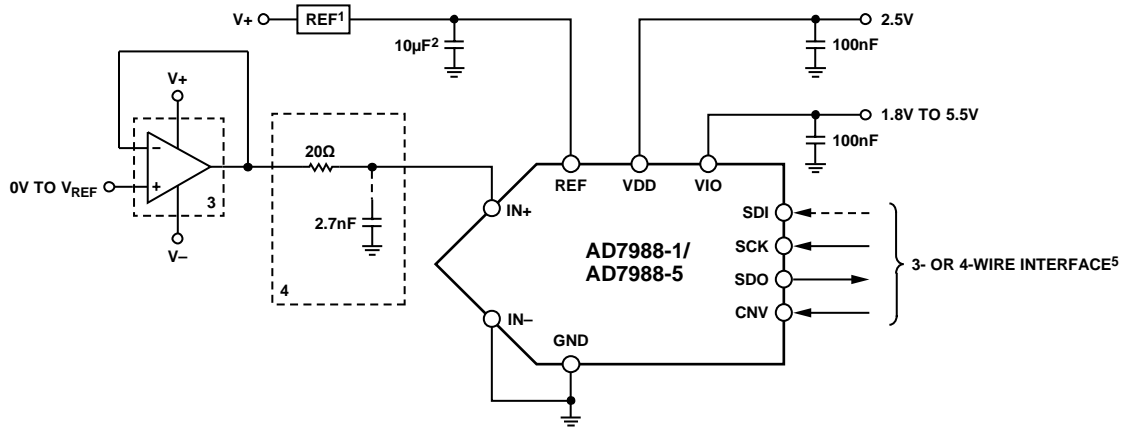 V+
REF1
10µF2
2.5V
100nF
1.8V TO 5.5V
100nF
V+
−
+
0V TO VREF
3
V−
20Ω
2.7nF
4
REF
VDD
VIO
IN+
IN−
GND
AD7988-1/
AD7988-5
SDI
SCK
SDO
CNV
3- OR 4-WIRE INTERFACE5